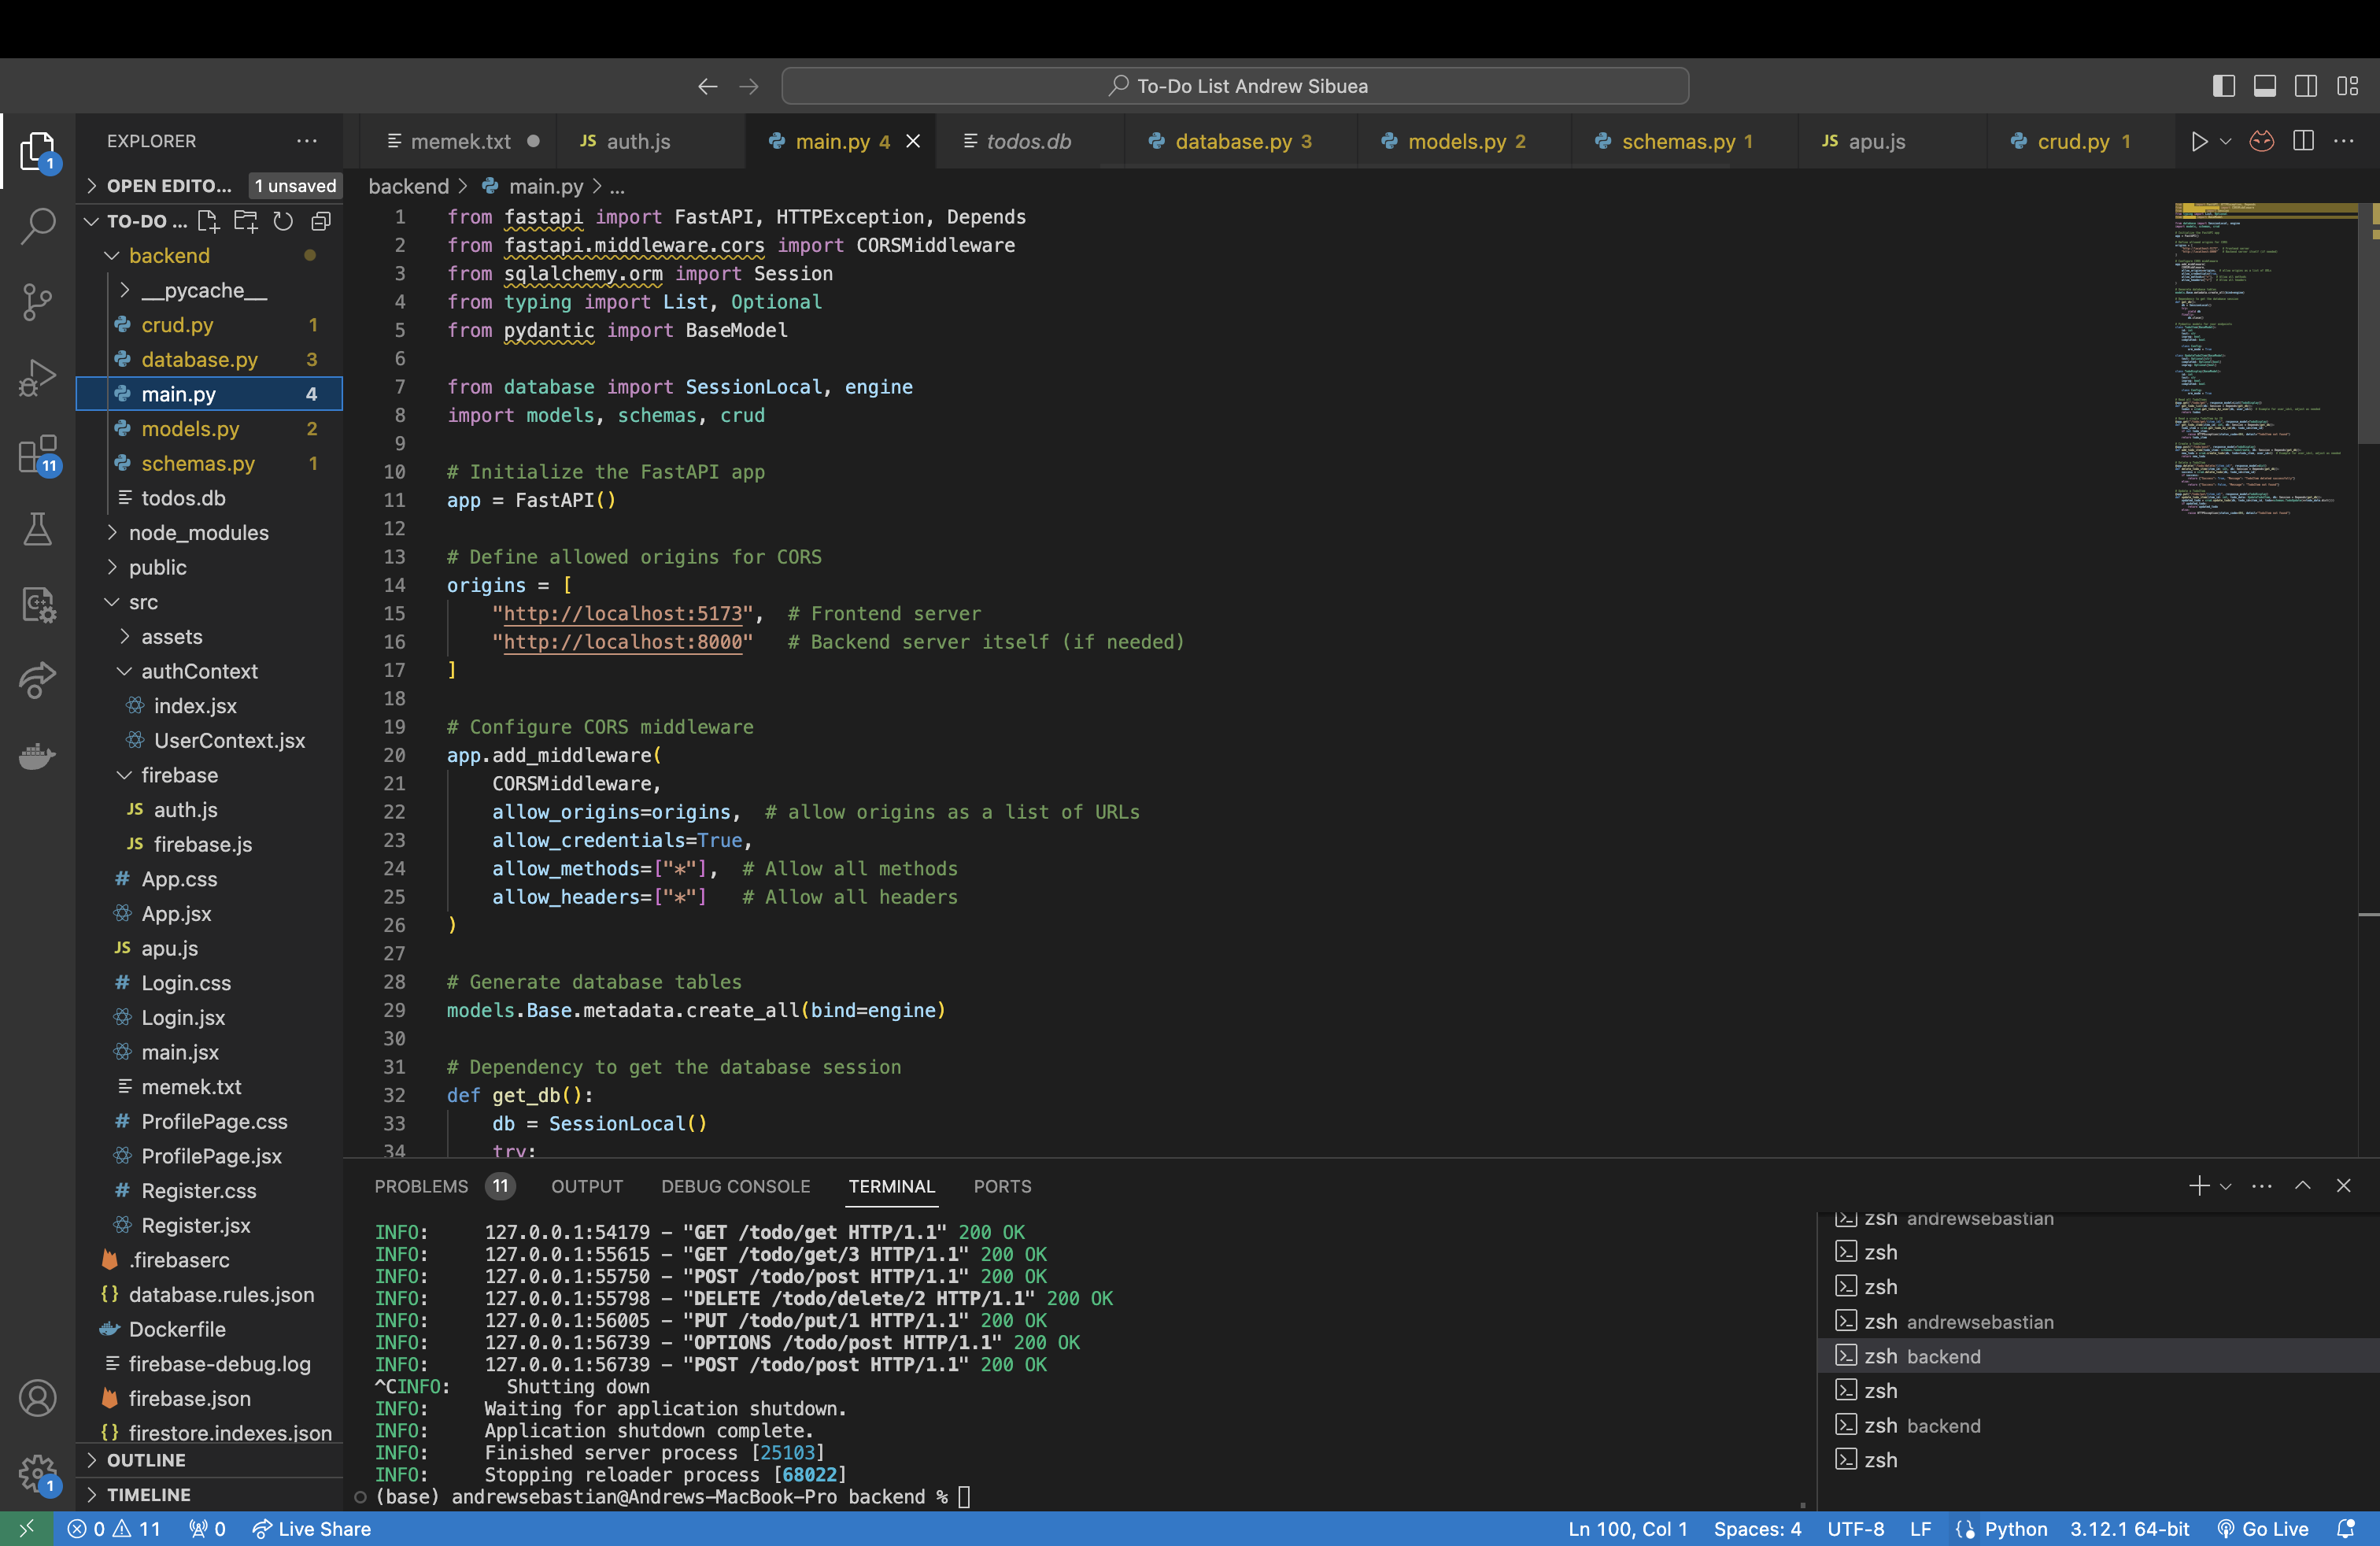 To-Do List Andrew Sibuea
EXPLORER
memek.txt
JS auth.js
main.py 4
todos.db
database.py 3
models.py 2
schemas.py 1
JS apu.js
crud.py 1
1
OPEN EDITO... 1 unsaved
backend > main.py > ...
TO-DO ...
backend
__pycache__
crud.py 1
database.py 3
main.py 4
models.py 2
schemas.py 1
todos.db
node_modules
public
src
assets
authContext
index.jsx
UserContext.jsx
firebase
JS auth.js
JS firebase.js
# App.css
App.jsx
JS apu.js
# Login.css
Login.jsx
main.jsx
memek.txt
# ProfilePage.css
ProfilePage.jsx
# Register.css
Register.jsx
.firebaserc
{} database.rules.json
Dockerfile
firebase-debug.log
firebase.json
{} firestore.indexes.json
OUTLINE
TIMELINE
11
1
1 from fastapi import FastAPI, HTTPException, Depends
2 from fastapi.middleware.cors import CORSMiddleware
3 from sqlalchemy.orm import Session
4 from typing import List, Optional
5 from pydantic import BaseModel
6
7 from database import SessionLocal, engine
8 import models, schemas, crud
9
10 # Initialize the FastAPI app
11 app = FastAPI()
12
13 # Define allowed origins for CORS
14 origins = [
15 "http://localhost:5173", # Frontend server
16 "http://localhost:8000" # Backend server itself (if needed)
17 ]
18
19 # Configure CORS middleware
20 app.add_middleware(
21 CORSMiddleware,
22 allow_origins=origins, # allow origins as a list of URLs
23 allow_credentials=True,
24 allow_methods=["*"], # Allow all methods
25 allow_headers=["*"] # Allow all headers
26 )
27
28 # Generate database tables
29 models.Base.metadata.create_all(bind=engine)
30
31 # Dependency to get the database session
32 def get_db():
33 db = SessionLocal()
34 try:
PROBLEMS 11 OUTPUT DEBUG CONSOLE TERMINAL PORTS
INFO: 127.0.0.1:54179 - "GET /todo/get HTTP/1.1" 200 OK
INFO: 127.0.0.1:55615 - "GET /todo/get/3 HTTP/1.1" 200 OK
INFO: 127.0.0.1:55750 - "POST /todo/post HTTP/1.1" 200 OK
INFO: 127.0.0.1:55798 - "DELETE /todo/delete/2 HTTP/1.1" 200 OK
INFO: 127.0.0.1:56005 - "PUT /todo/put/1 HTTP/1.1" 200 OK
INFO: 127.0.0.1:56739 - "OPTIONS /todo/post HTTP/1.1" 200 OK
INFO: 127.0.0.1:56739 - "POST /todo/post HTTP/1.1" 200 OK
^CINFO: Shutting down
INFO: Waiting for application shutdown.
INFO: Application shutdown complete.
INFO: Finished server process [25103]
INFO: Stopping reloader process [68022]
(base) andrewsebastian@Andrews-MacBook-Pro backend %
zsh andrewsebastian
zsh
zsh
zsh andrewsebastian
zsh backend
zsh
zsh backend
zsh
0 11 0 Live Share
Ln 100, Col 1 Spaces: 4 UTF-8 LF Python 3.12.1 64-bit Go Live